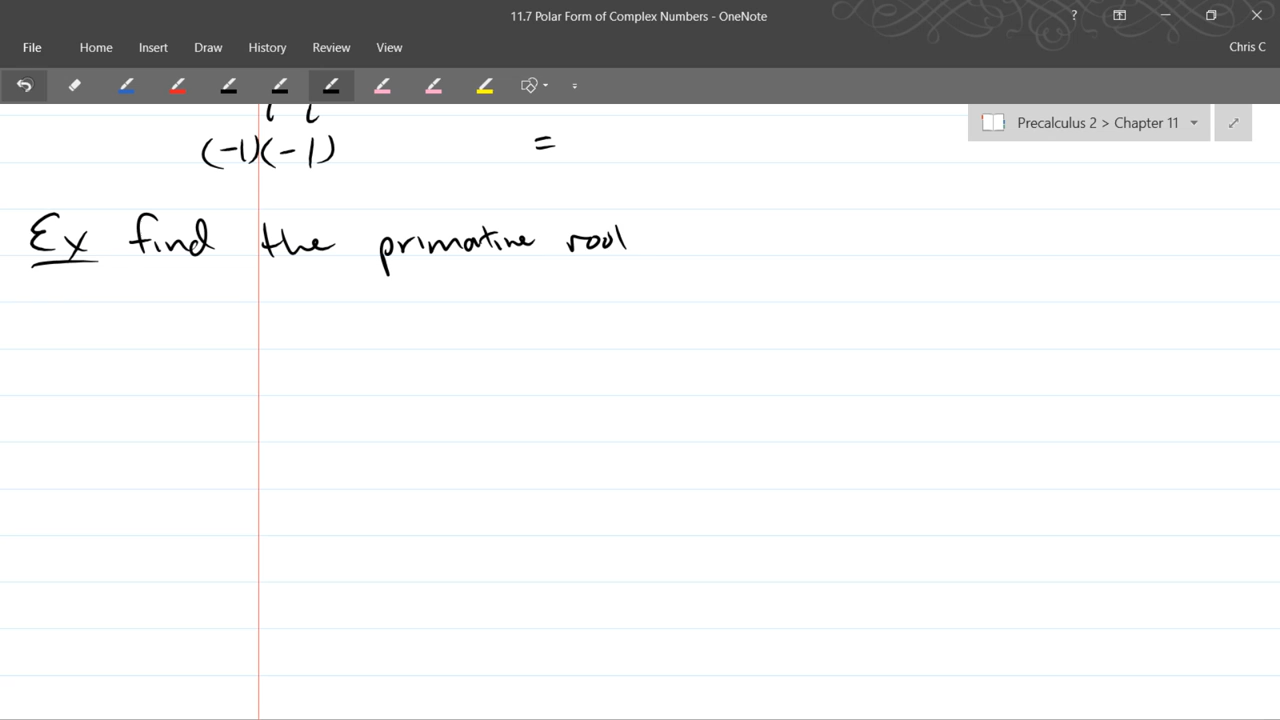 11.7 Polar Form of Complex Numbers - OneNote
?
File Home Insert Draw History Review View
Chris C
Precalculus 2 > Chapter 11
(-1)(-1) =
Ex find the primative rool